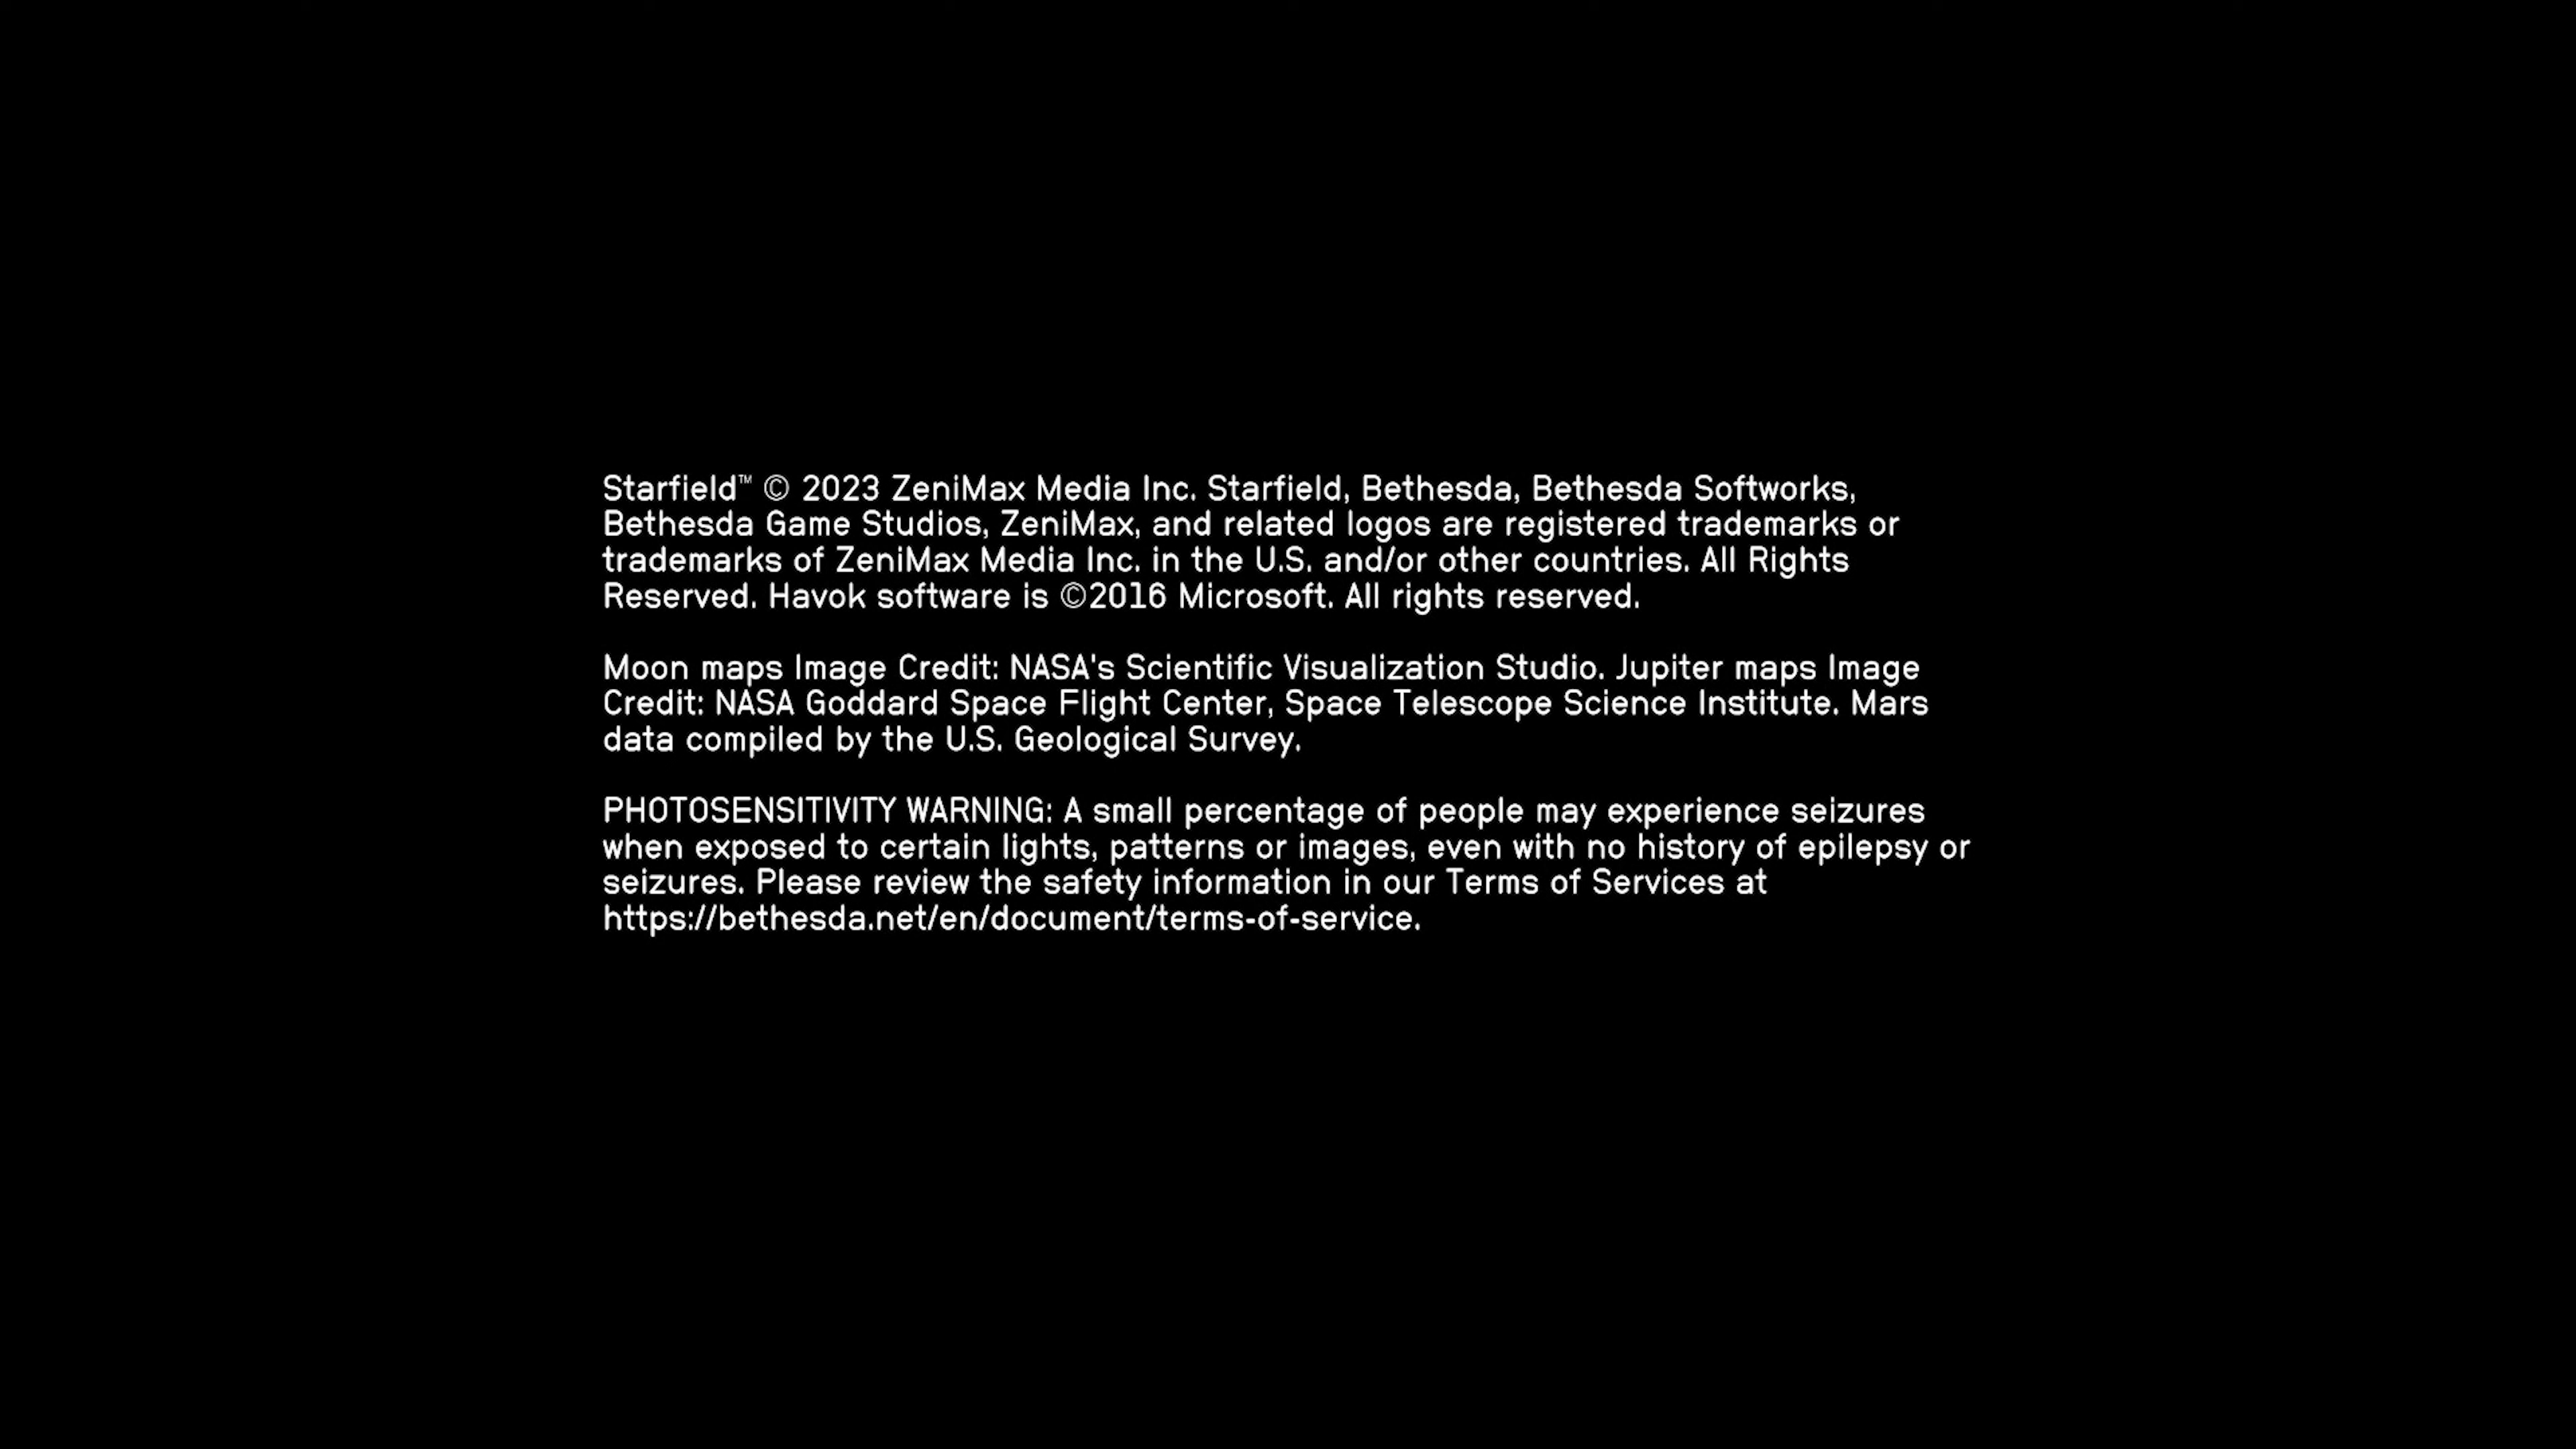 Starfield™ © 2023 ZeniMax Media Inc. Starfield, Bethesda, Bethesda Softworks,
Bethesda Game Studios, ZeniMax, and related logos are registered trademarks or
trademarks of ZeniMax Media Inc. in the U.S. and/or other countries. All Rights
Reserved. Havok software is ©2016 Microsoft. All rights reserved.
Moon maps Image Credit: NASA's Scientific Visualization Studio. Jupiter maps Image
Credit: NASA Goddard Space Flight Center, Space Telescope Science Institute. Mars
data compiled by the U.S. Geological Survey.
PHOTOSENSITIVITY WARNING: A small percentage of people may experience seizures
when exposed to certain lights, patterns or images, even with no history of epilepsy or
seizures. Please review the safety information in our Terms of Services at
https://bethesda.net/en/document/terms-of-service.